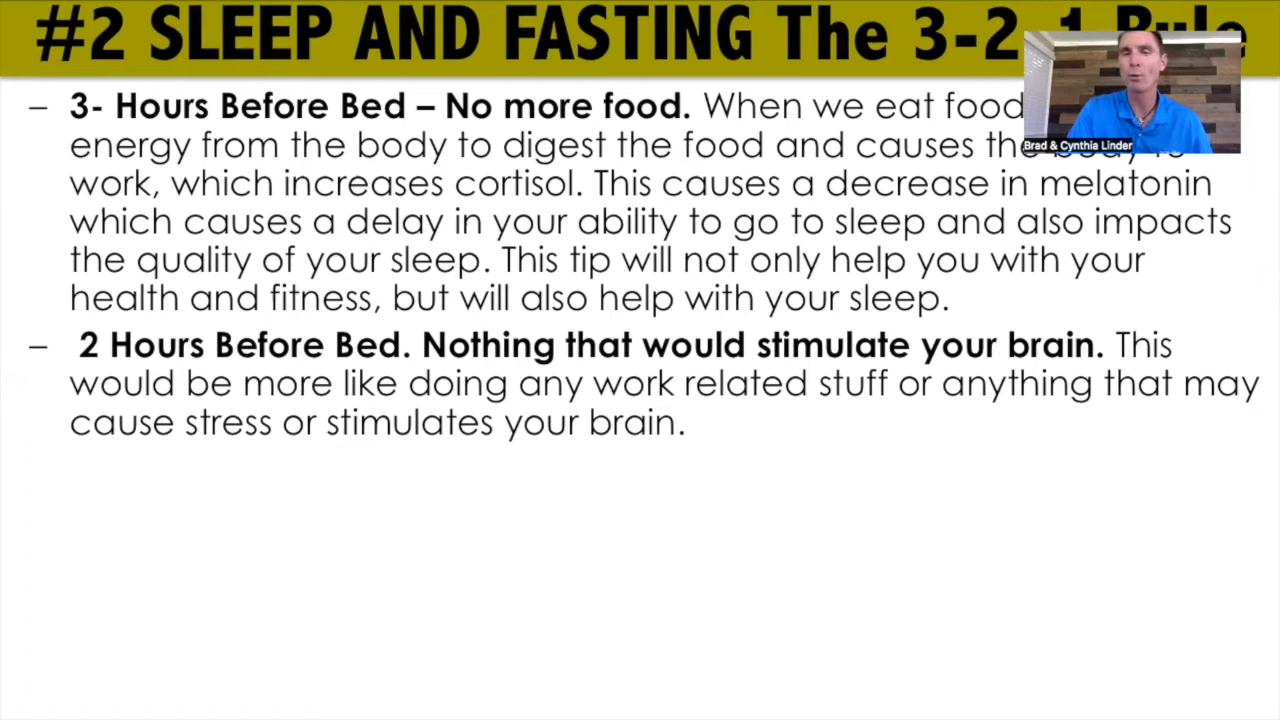 #2 SLEEP AND FASTING The 3-2-1 Rule
– 3- Hours Before Bed – No more food. When we eat food
energy from the body to digest the food and causes the body to
work, which increases cortisol. This causes a decrease in melatonin
which causes a delay in your ability to go to sleep and also impacts
the quality of your sleep. This tip will not only help you with your
health and fitness, but will also help with your sleep.
– 2 Hours Before Bed. Nothing that would stimulate your brain. This
would be more like doing any work related stuff or anything that may
cause stress or stimulates your brain.
Brad & Cynthia Linder